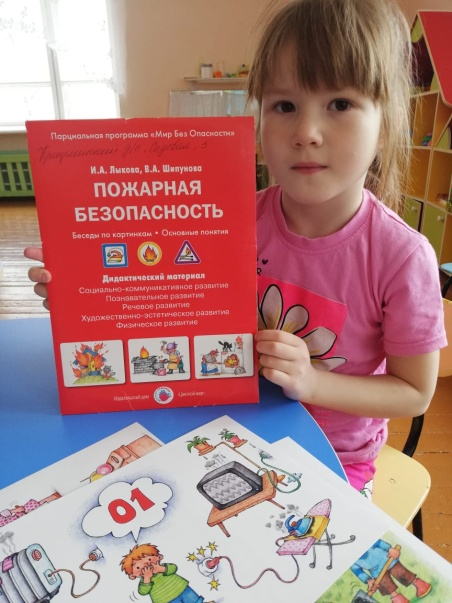 Парциальная программа «Мир Без Опасности»
И.А. Лыкова, В.А. Шипунова
ПОЖАРНАЯ
БЕЗОПАСНОСТЬ
Беседы по картинкам • Основные понятия
Дидактический материал
Социально-коммуникативное развитие
Познавательное развитие
Речевое развитие
Художественно-эстетическое развитие
Физическое развитие
Издательский дом «Цветной мир»
01